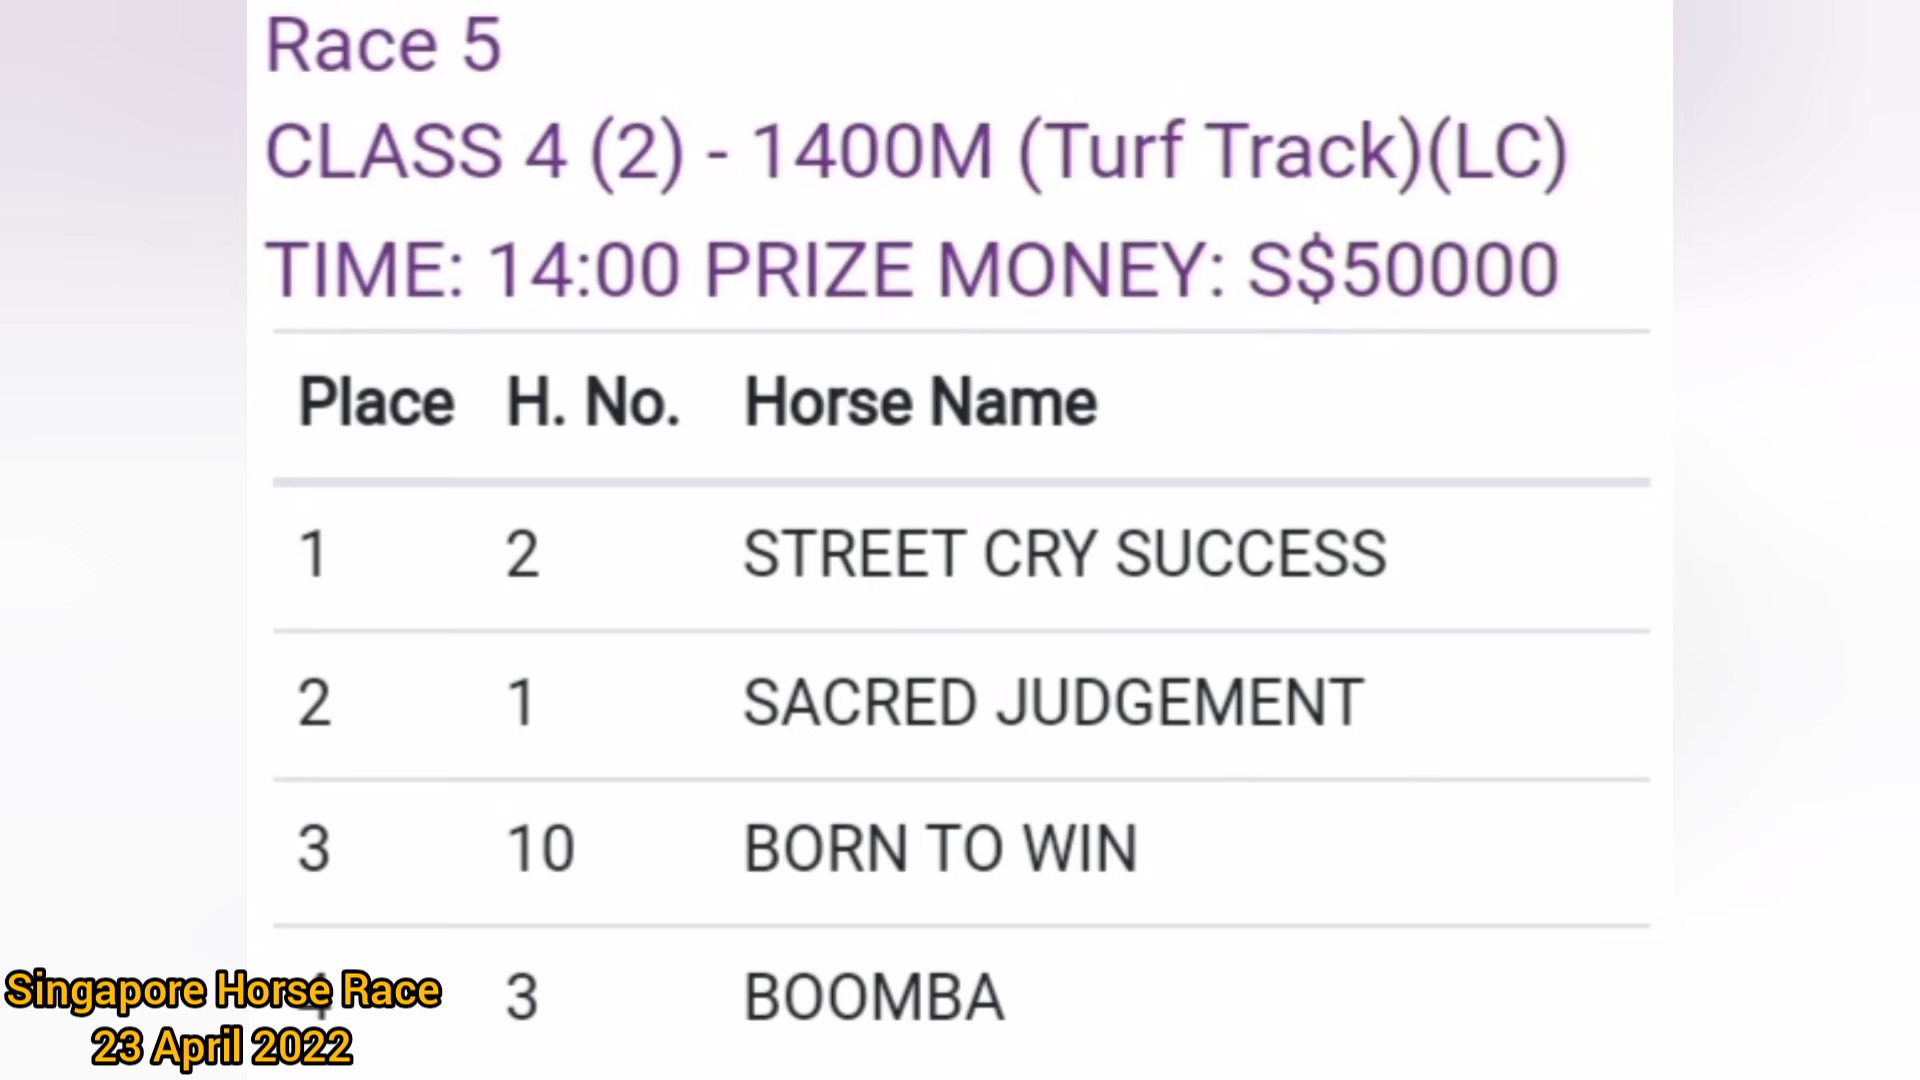 Race 5
CLASS 4 (2) - 1400M (Turf Track)(LC)
TIME: 14:00 PRIZE MONEY: S$50000
Place H. No. Horse Name
1 2 STREET CRY SUCCESS
2 1 SACRED JUDGEMENT
3 10 BORN TO WIN
4 3 BOOMBA
Singapore Horse Race
23 April 2022